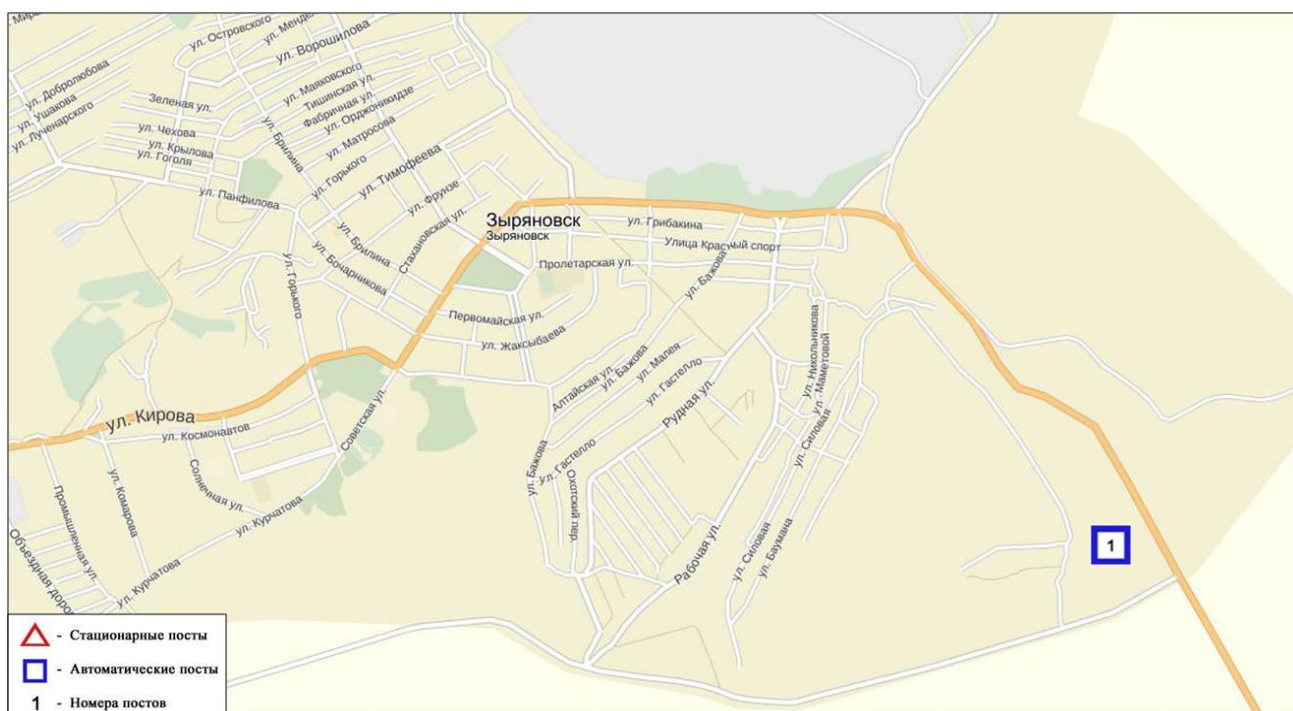 ул. Островского
ул. Ворошилова
ул. Добролюбова
ул. Ушакова
ул. Лученарского
Зеленая ул.
ул. Чехова
ул. Крылова
ул. Гоголя
ул. Маяковского
Тишинская ул.
Фабричная ул.
ул. Орджоникидзе
ул. Матросова
ул. Брилина
ул. Горького
ул. Тимофеева
ул. Панфилова
ул. Фрунзе
Стахановская ул.
Зыряновск
Зыряновск
ул. Грибакина
Улица Красный спорт
Пролетарская ул.
ул. Бажова
ул. Брилина
ул. Бочарникова
ул. Горького
Первомайская ул.
ул. Жаксыбаева
Алтайская ул.
ул. Бажова
ул. Малея
ул. Гастелло
Рудная ул.
ул. Никольникова
ул. Маметовой
ул. Силовая
ул. Кирова
ул. Космонавтов
Советская ул.
Солнечная ул.
ул. Комарова
Промышленная ул.
ул. Курчатова
ул. Курчатова
Объездная доро
ул. Бажова
ул. Гастелло
Охотский пер.
Рабочая ул.
ул. Силовая
ул. Баумана
1
- Стационарные посты
- Автоматические посты
1 - Номера постов